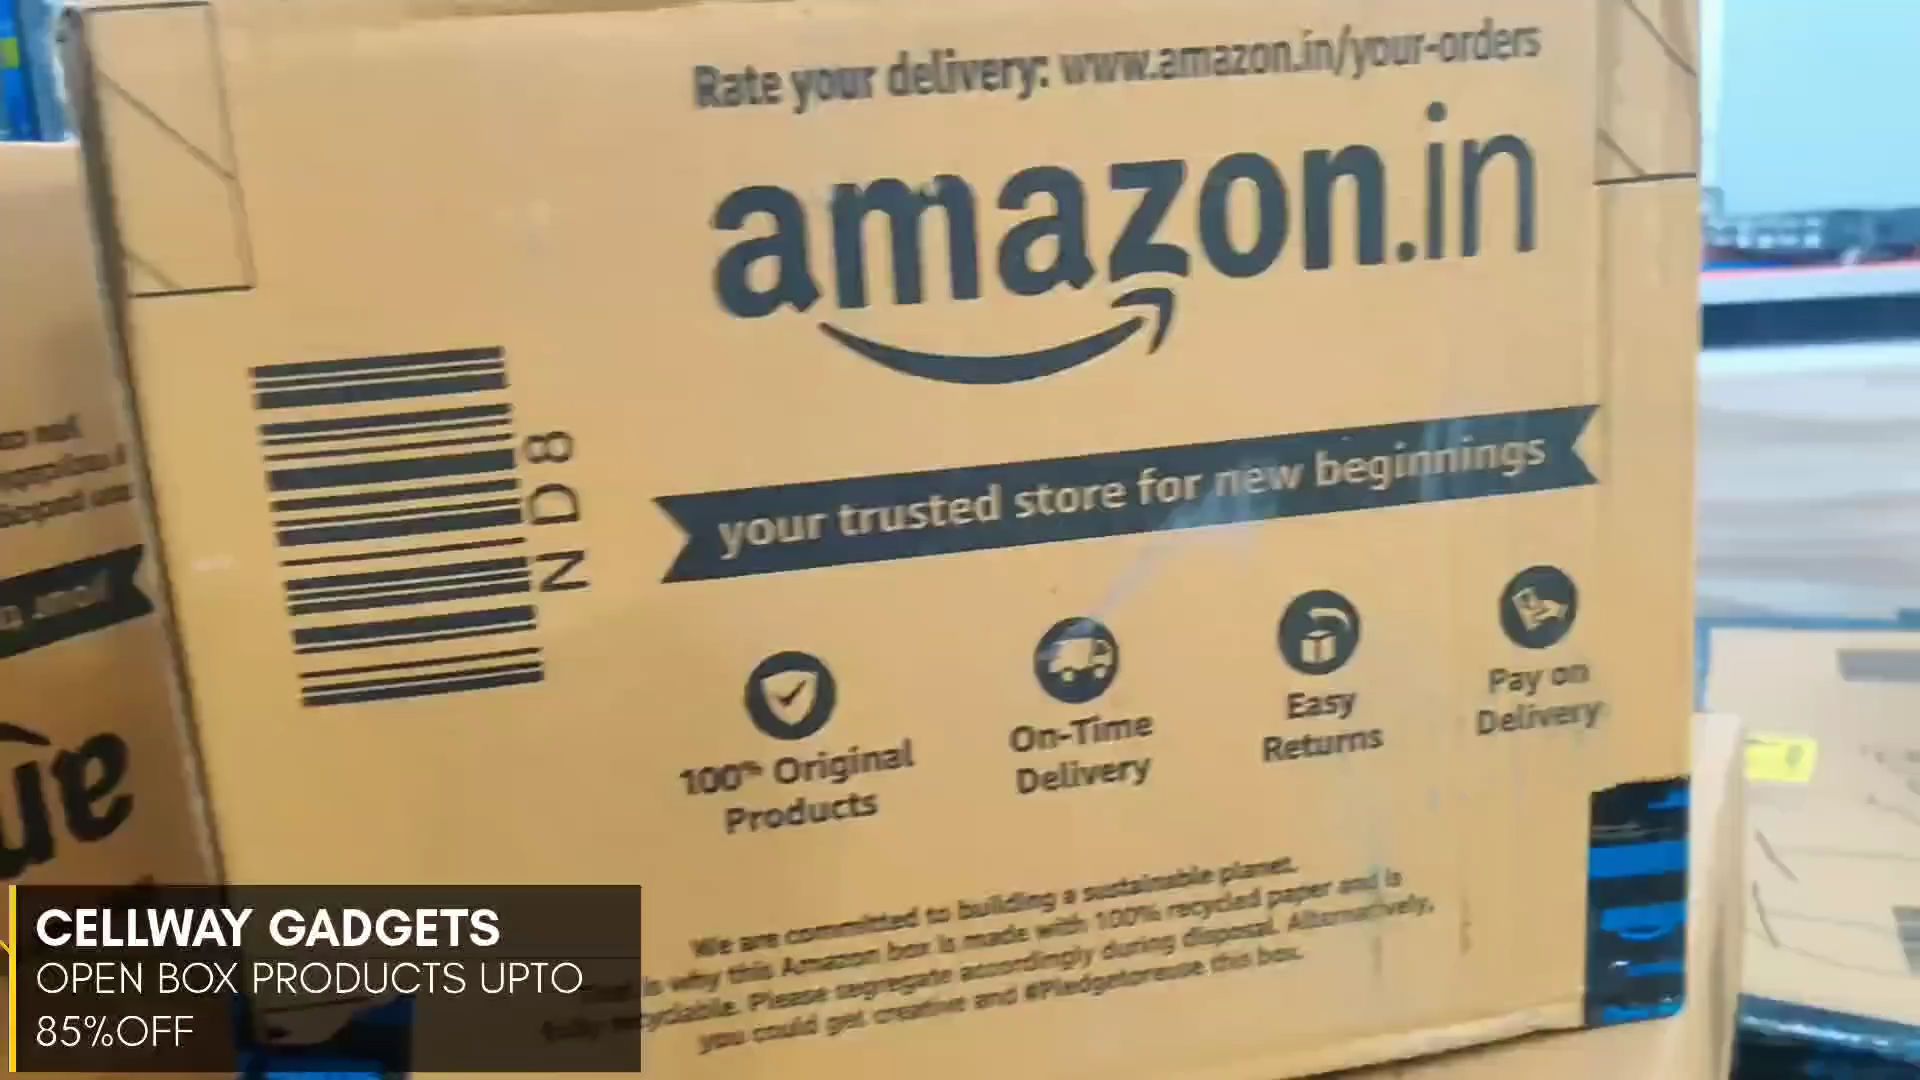 Rate your delivery: www.amazon.in/your-orders
amazon.in
your trusted store for new beginnings
ND8
100% Original
Products
On-Time
Delivery
Easy
Returns
Pay on
Delivery
We are committed to building a sustainable planet.
is why this Amazon box is made with 100% recycled paper and is
Please segregate accordingly during disposal. Alternatively,
you could get creative and #Pledgetoreuse this box.
CELLWAY GADGETS
OPEN BOX PRODUCTS UPTO
85%OFF